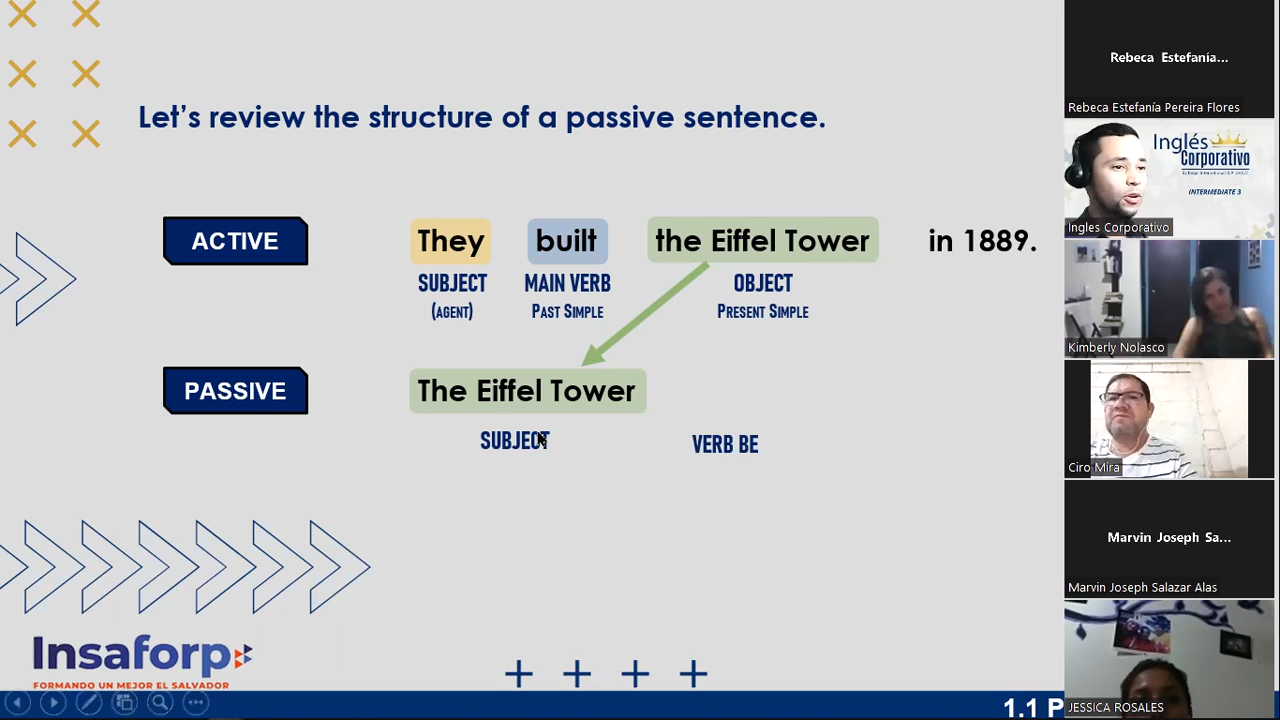 Let's review the structure of a passive sentence.
ACTIVE
They built the Eiffel Tower in 1889.
SUBJECT MAIN VERB OBJECT
(AGENT) PAST SIMPLE PRESENT SIMPLE
PASSIVE
The Eiffel Tower
SUBJECT VERB BE
Insaforp
FORMANDO UN MEJOR EL SALVADOR
1.1 P
Rebeca Estefanía...
Rebeca Estefanía Pereira Flores
Inglés
Corporativo
INTERMEDIATE 3
Ingles Corporativo
Kimberly Nolasco
Ciro Mira
Marvin Joseph Sa...
Marvin Joseph Salazar Alas
JESSICA ROSALES